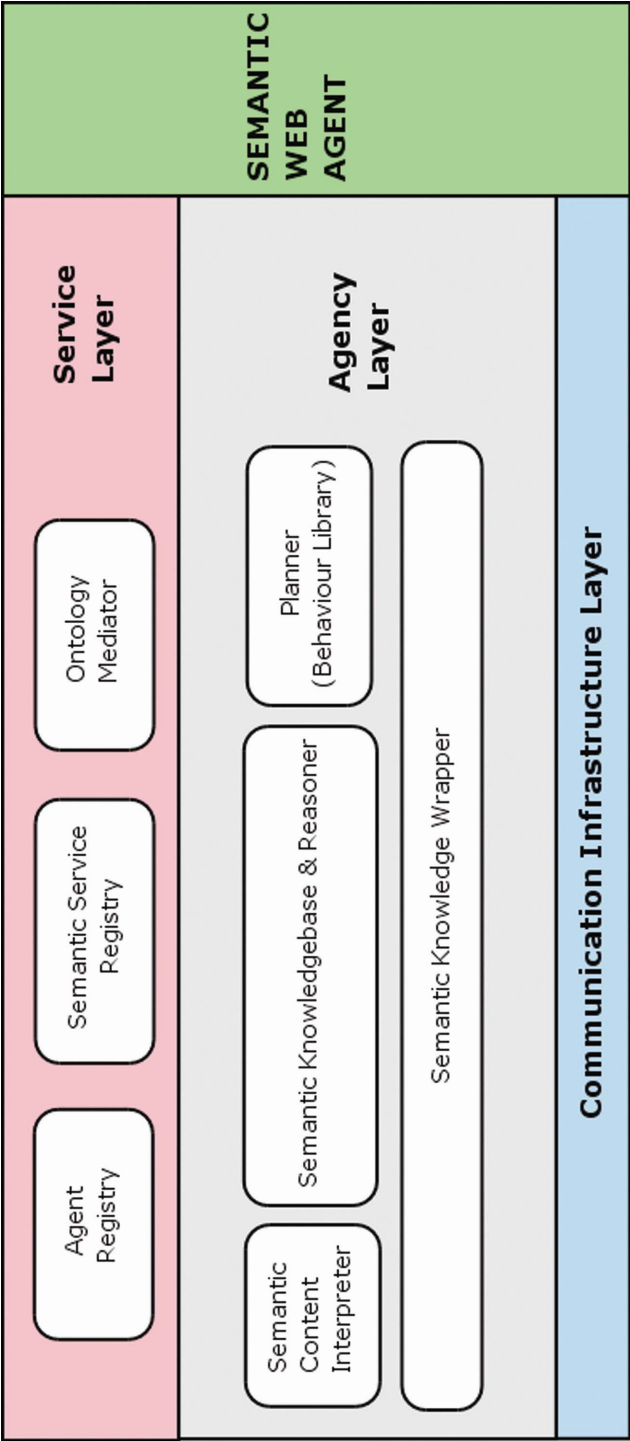 Agent
Registry
Semantic Service
Registry
Ontology
Mediator
Service
Layer
Semantic
Content
Interpreter
Semantic Knowledgebase & Reasoner
Planner
(Behaviour Library)
Agency
Layer
Semantic Knowledge Wrapper
Communication Infrastructure Layer
SEMANTIC
WEB
AGENT